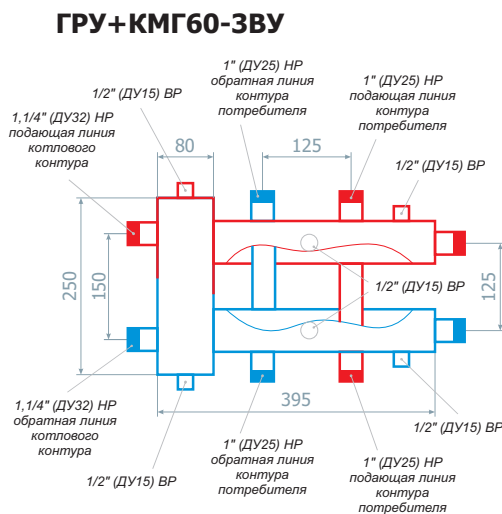 ГРУ+КМГ60-3ВУ
1" (ДУ25) НР
обратная линия
контура
потребителя
1" (ДУ25) НР
подающая линия
контура
потребителя
1/2" (ДУ15) ВР
1,1/4" (ДУ32) НР
подающая линия
котлового
контура
80
125
1/2" (ДУ15) ВР
250
150
1/2" (ДУ15) ВР
125
395
1,1/4" (ДУ32) НР
обратная линия
котлового
контура
1/2" (ДУ15) ВР
1" (ДУ25) НР
обратная линия
контура
потребителя
1" (ДУ25) НР
подающая линия
контура
потребителя
1/2" (ДУ15) ВР